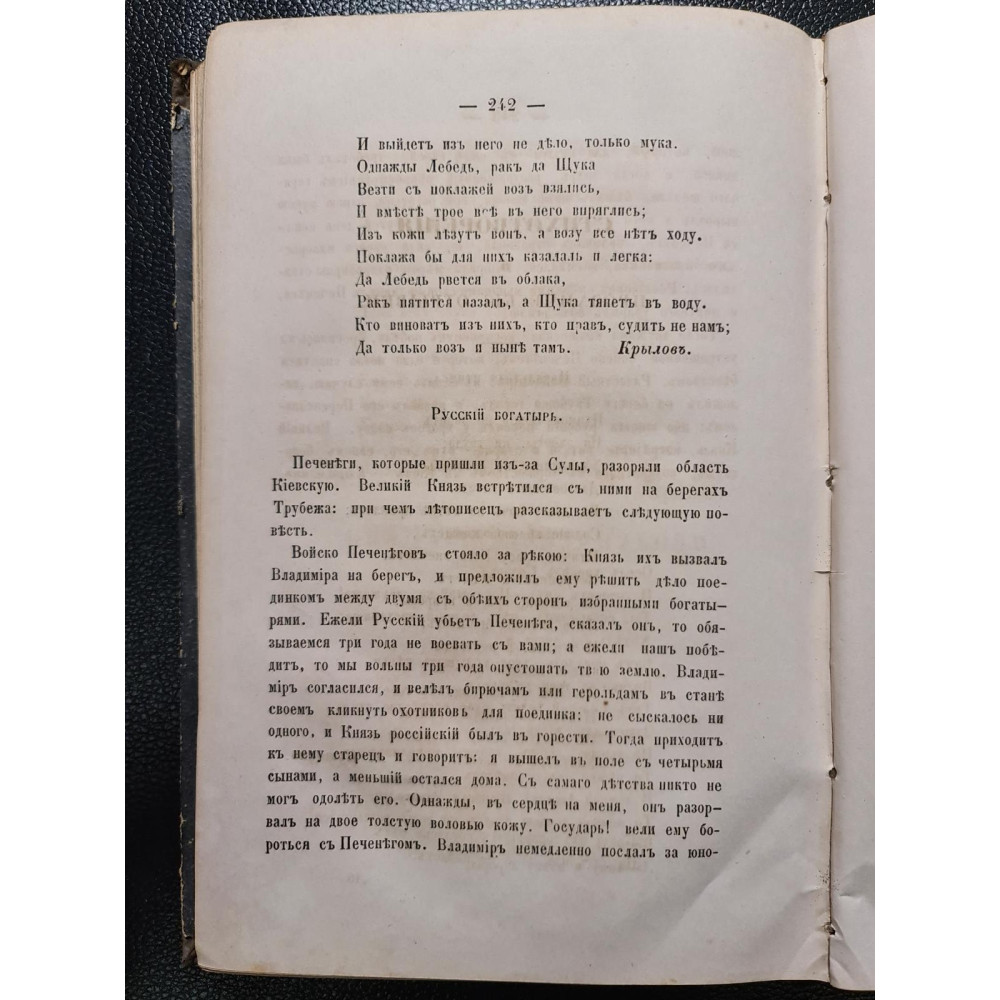 — 242 —
И выйдетъ изъ него не дѣло, только мука.
Однажды Лебедь, ракъ да Щука
Везти съ поклажей возъ взялись,
И вмѣстѣ трое всѣ въ него впряглись;
Изъ кожи лѣзутъ вонъ, а возу все нѣтъ ходу.
Поклажа бы для нихъ казалаль и легка:
Да Лебедь рвется въ облака,
Ракъ пятится назадъ, а Щука тянетъ въ воду.
Кто виноватъ изъ нихъ, кто правъ, судить не намъ;
Да только возъ и нынѣ тамъ. Крыловъ.
Русскій богатырь.
Печенѣги, которые пришли изъ-за Сулы, разоряли область
Кіевскую. Великій Князь встрѣтился съ ними на берегахъ
Трубежа: при чемъ лѣтописецъ разсказываетъ слѣдующую по-
вѣсть.
Войско Печенѣговъ стояло за рѣкою: Князь ихъ вызвалъ
Владиміра на берегъ, и предложилъ ему рѣшить дѣло пое-
динкомъ между двумя съ обѣихъ сторонъ избранными богаты-
рями. Ежели Русскій убьетъ Печенѣга, сказалъ онъ, то обя-
зываемся три года не воевать съ вами; а ежели нашъ побѣ-
дитъ, то мы вольны три года опустошать тв ю землю. Влади-
міръ согласился, и велѣлъ бирючамъ или герольдамъ въ станѣ
своемъ кликнуть охотниковъ для поединка: не сыскалось ни
одного, и Князь россійскій былъ въ горести. Тогда приходитъ
къ нему старецъ и говоритъ: я вышелъ въ поле съ четырьмя
сынами, а меньшій остался дома. Съ самаго дѣтства никто не
могъ одолѣть его. Однажды, въ сердцѣ на меня, онъ разор-
валъ на двое толстую воловью кожу. Государь! вели ему бо-
роться съ Печенѣгомъ. Владиміръ немедленно послалъ за юно-